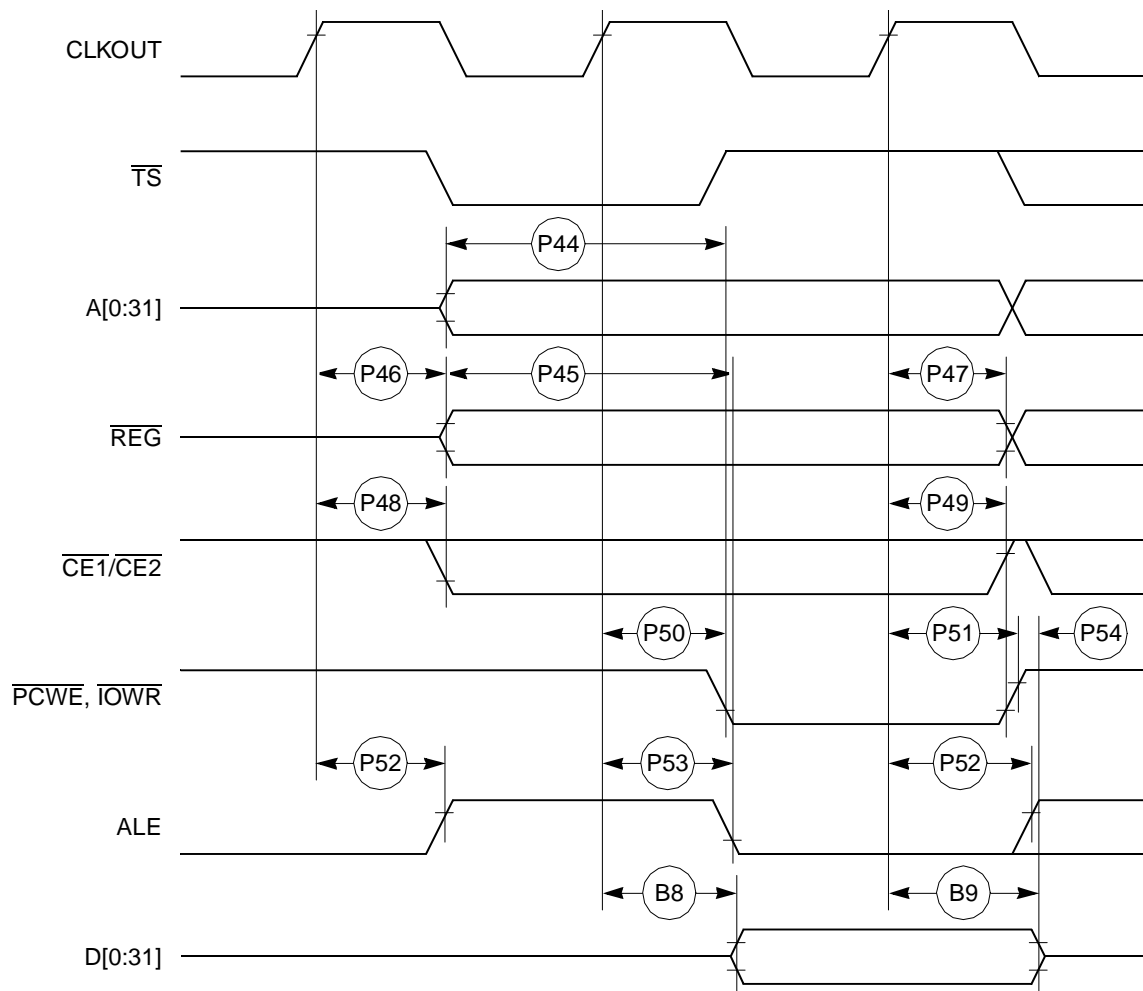 CLKOUT
TS
P44
A[0:31]
P46 P45 P47
REG
P48 P49
CE1/CE2
P50 P51 P54
PCWE, IOWR
P52 P53 P52
ALE
B8 B9
D[0:31]